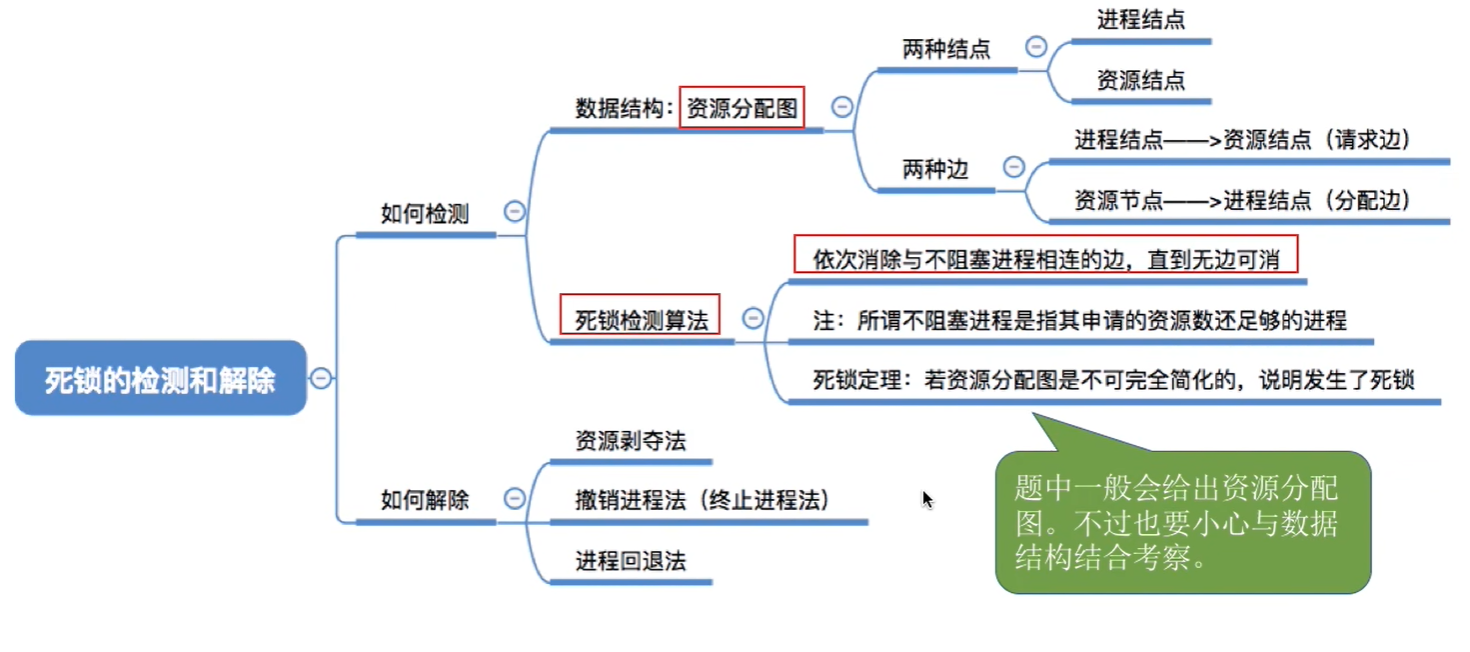 死锁的检测和解除
如何检测
数据结构：资源分配图
两种结点
进程结点
资源结点
两种边
进程结点——>资源结点（请求边）
资源节点——>进程结点（分配边）
死锁检测算法
依次消除与不阻塞进程相连的边，直到无边可消
注：所谓不阻塞进程是指其申请的资源数还足够的进程
死锁定理：若资源分配图是不可完全简化的，说明发生了死锁
题中一般会给出资源分配
图。不过也要小心与数据
结构结合考察。
如何解除
资源剥夺法
撤销进程法（终止进程法）
进程回退法